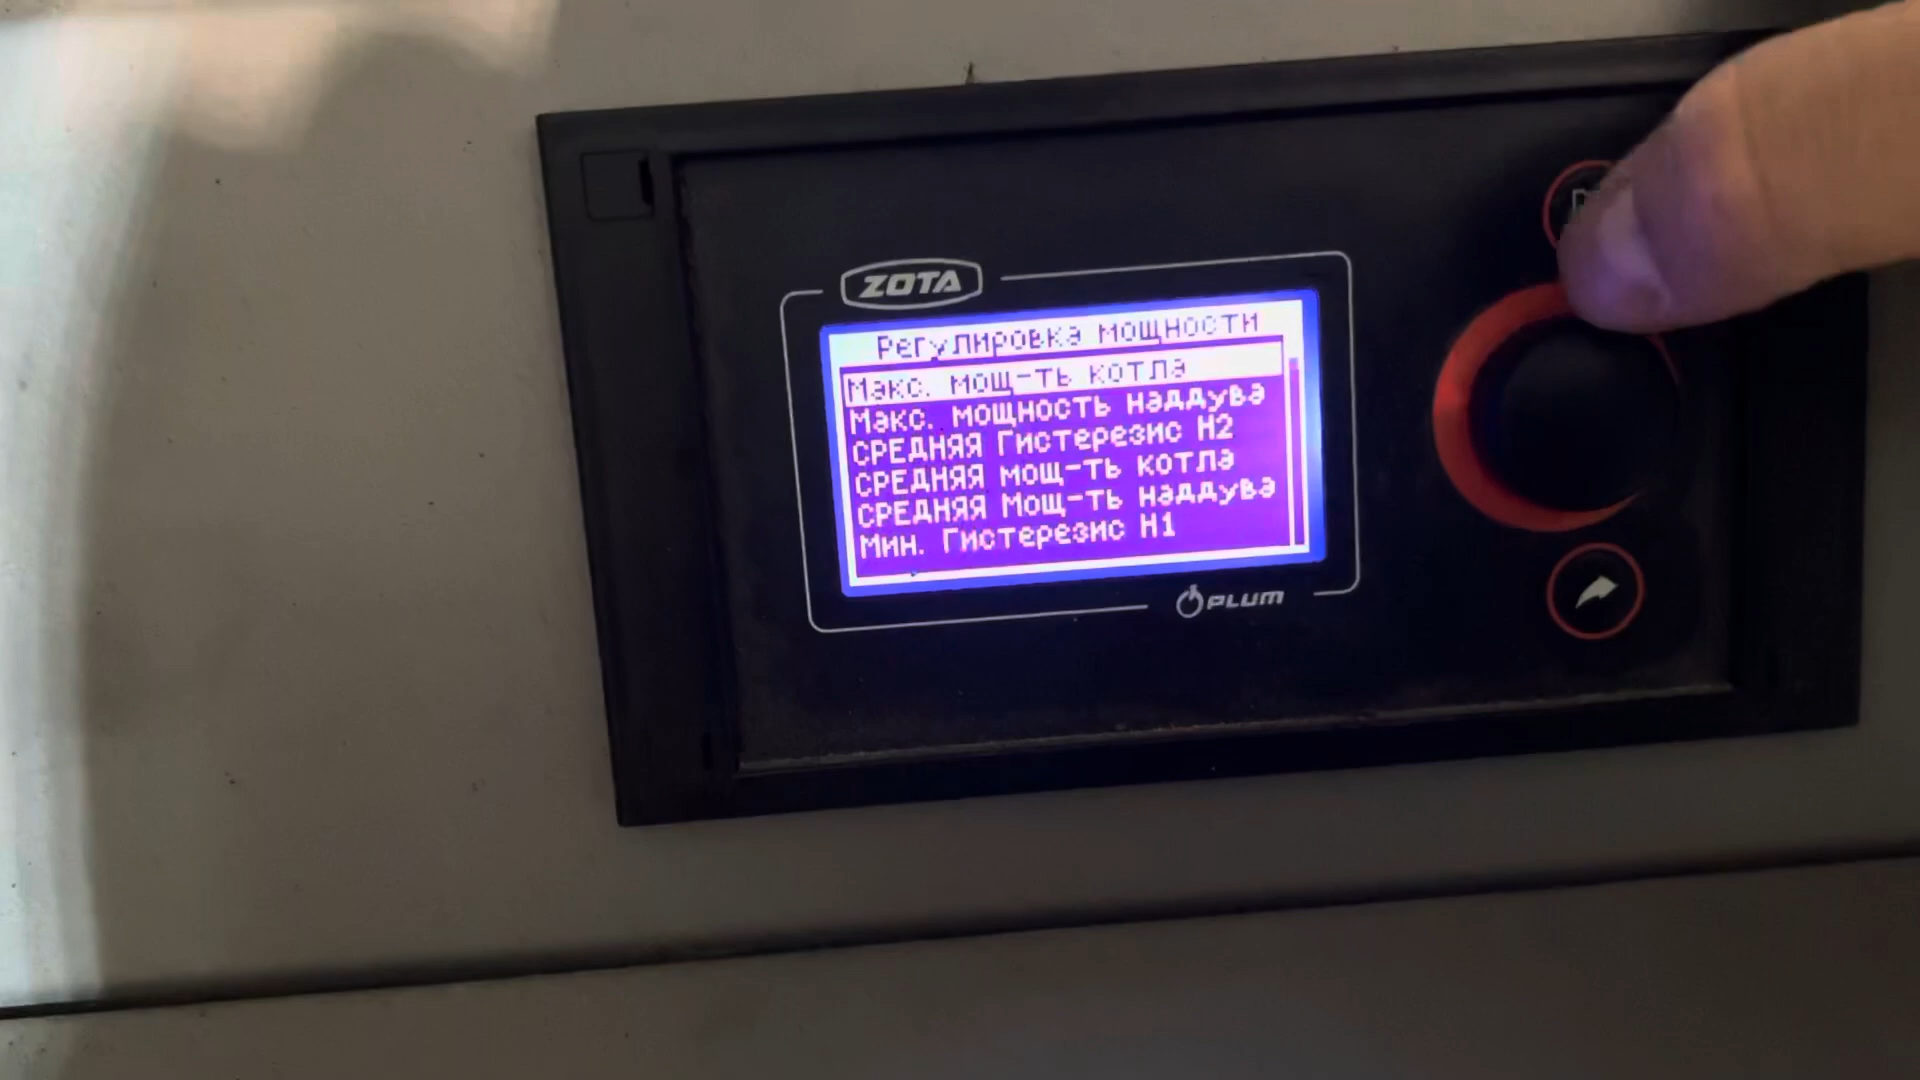 ZOTA
Регулировка мощности
Макс. мощ-ть котла
Макс. мощность наддува
СРЕДНЯЯ Гистерезис H2
СРЕДНЯЯ мощ-ть котла
СРЕДНЯЯ Мощ-ть наддува
Мин. Гистерезис H1
PLUM